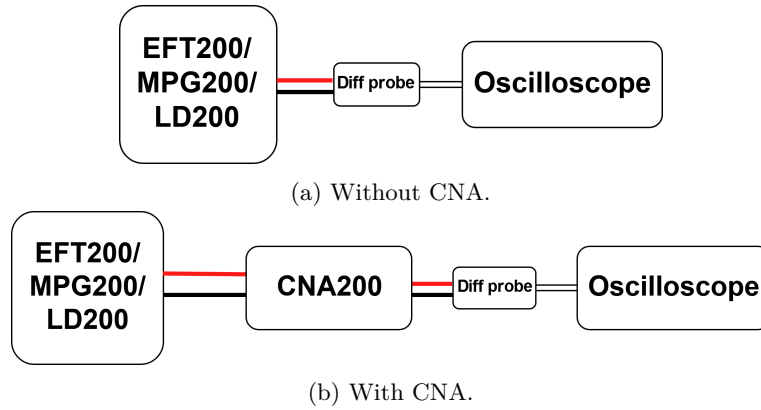 EFT200/
MPG200/
LD200
Diff probe
Oscilloscope
(a) Without CNA.
EFT200/
MPG200/
LD200
CNA200
Diff probe
Oscilloscope
(b) With CNA.